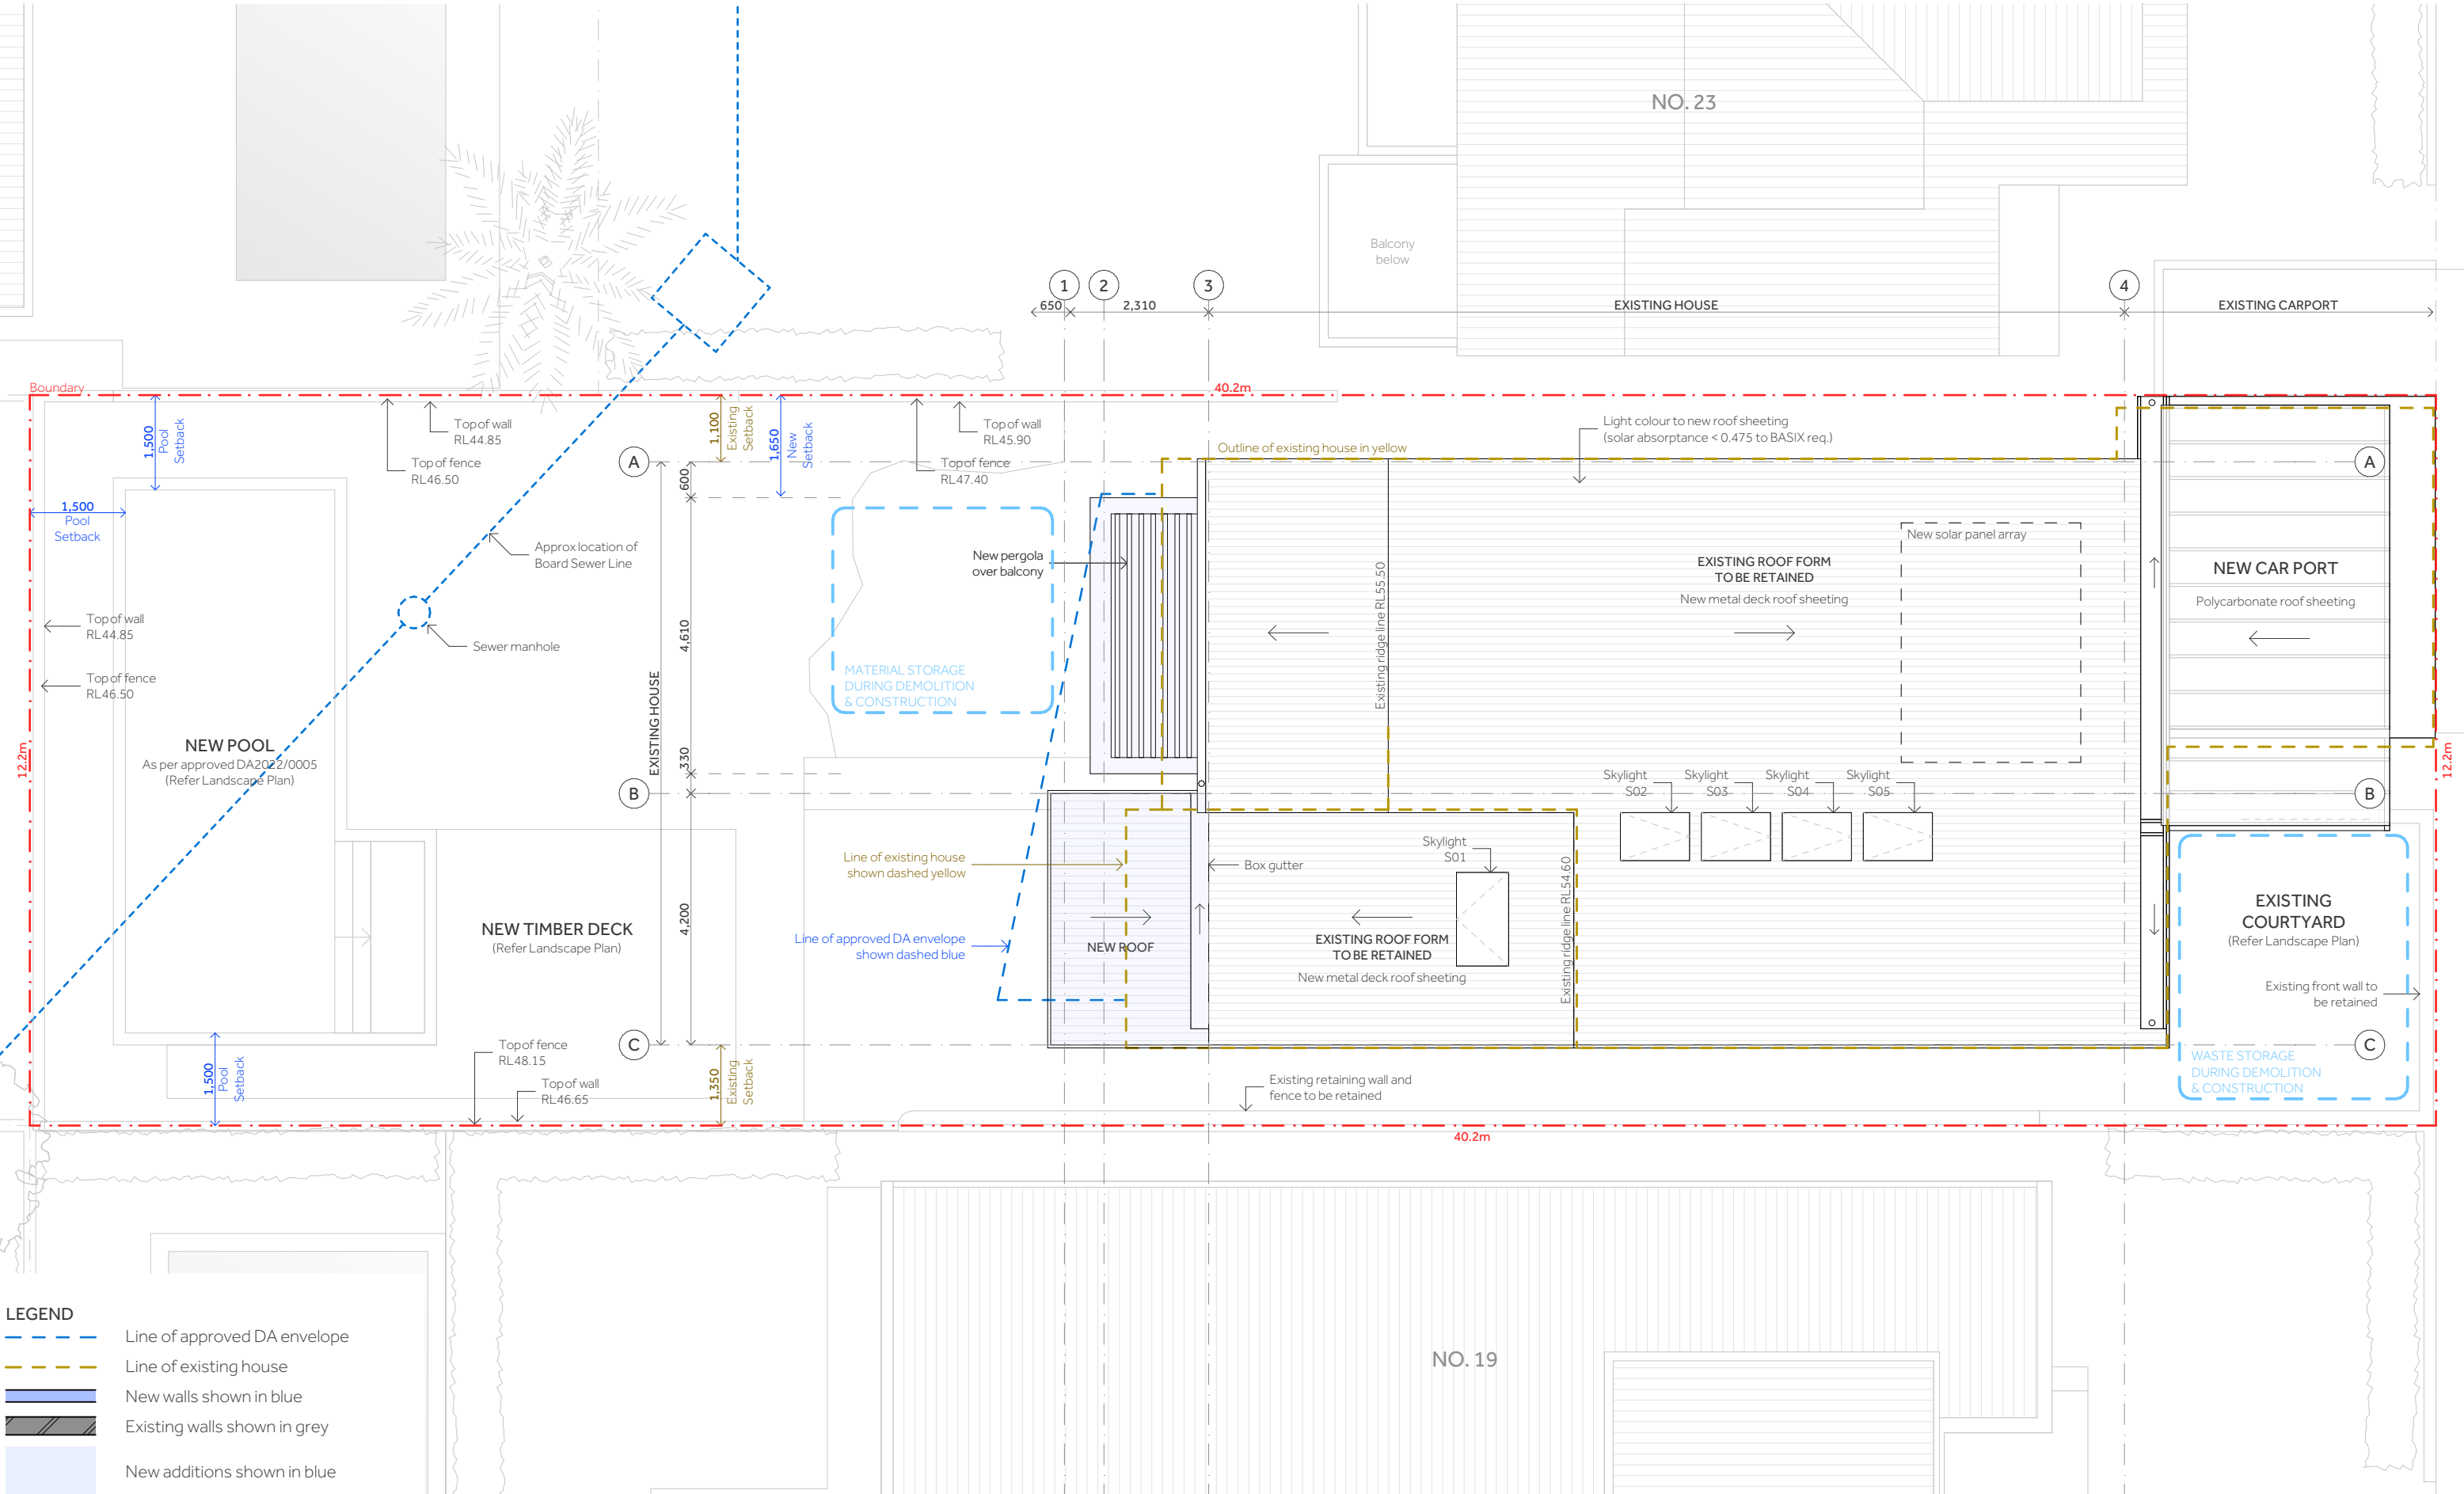 NO. 23
Balcony
below
1
2
3
4
650
2,310
EXISTING HOUSE
EXISTING CARPORT
Boundary
40.2m
1,500
Pool
Setback
Top of wall
RL44.85
Top of fence
RL46.50
1,100
Existing
Setback
1,650
New
Setback
Top of wall
RL45.90
Top of fence
RL47.40
Outline of existing house in yellow
Light colour to new roof sheeting
(solar absorptance < 0.475 to BASIX req.)
A
A
600
1,500
Pool
Setback
Approx location of
Board Sewer Line
New pergola
over balcony
EXISTING ROOF FORM
TO BE RETAINED
New metal deck roof sheeting
New solar panel array
NEW CAR PORT
Polycarbonate roof sheeting
Top of wall
RL44.85
Sewer manhole
Top of fence
RL46.50
4,610
EXISTING HOUSE
MATERIAL STORAGE
DURING DEMOLITION
& CONSTRUCTION
Existing ridge line RL55.50
12.2m
NEW POOL
As per approved DA2022/0005
(Refer Landscape Plan)
330
12.2m
B
B
Skylight
S02
Skylight
S03
Skylight
S04
Skylight
S05
Line of existing house
shown dashed yellow
Box gutter
Skylight
S01
4,200
NEW TIMBER DECK
(Refer Landscape Plan)
Line of approved DA envelope
shown dashed blue
NEW ROOF
EXISTING ROOF FORM
TO BE RETAINED
New metal deck roof sheeting
Existing ridge line RL54.60
EXISTING
COURTYARD
(Refer Landscape Plan)
Existing front wall to
be retained
C
C
1,500
Pool
Setback
Top of fence
RL48.15
Top of wall
RL46.65
1,350
Existing
Setback
Existing retaining wall and
fence to be retained
WASTE STORAGE
DURING DEMOLITION
& CONSTRUCTION
40.2m
NO. 19
LEGEND
Line of approved DA envelope
Line of existing house
New walls shown in blue
Existing walls shown in grey
New additions shown in blue